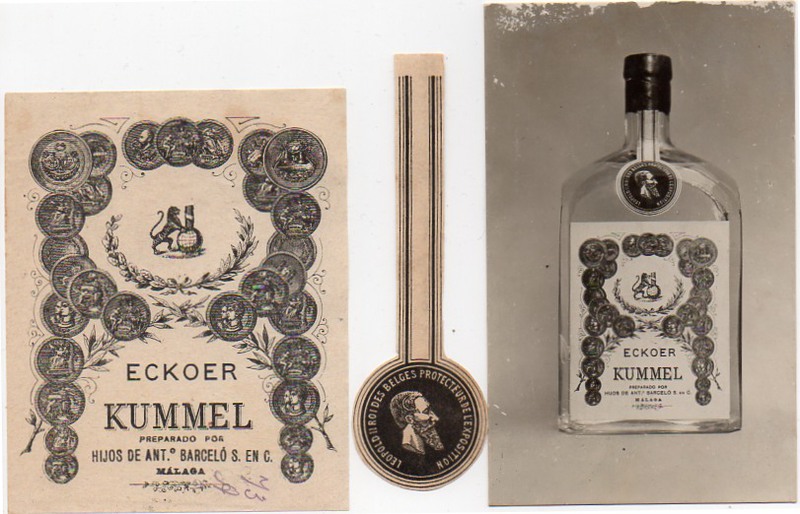 ECKOER
KUMMEL
PREPARADO POR
HIJOS DE ANT.º BARCELÓ S. EN C.
MÁLAGA
LEOPOLD II ROI DES BELGES PROTECTEUR DE L'EXPOSITION
ECKOER
KUMMEL
PREPARADO POR
HIJOS DE ANT.º BARCELÓ S. EN C.
MÁLAGA